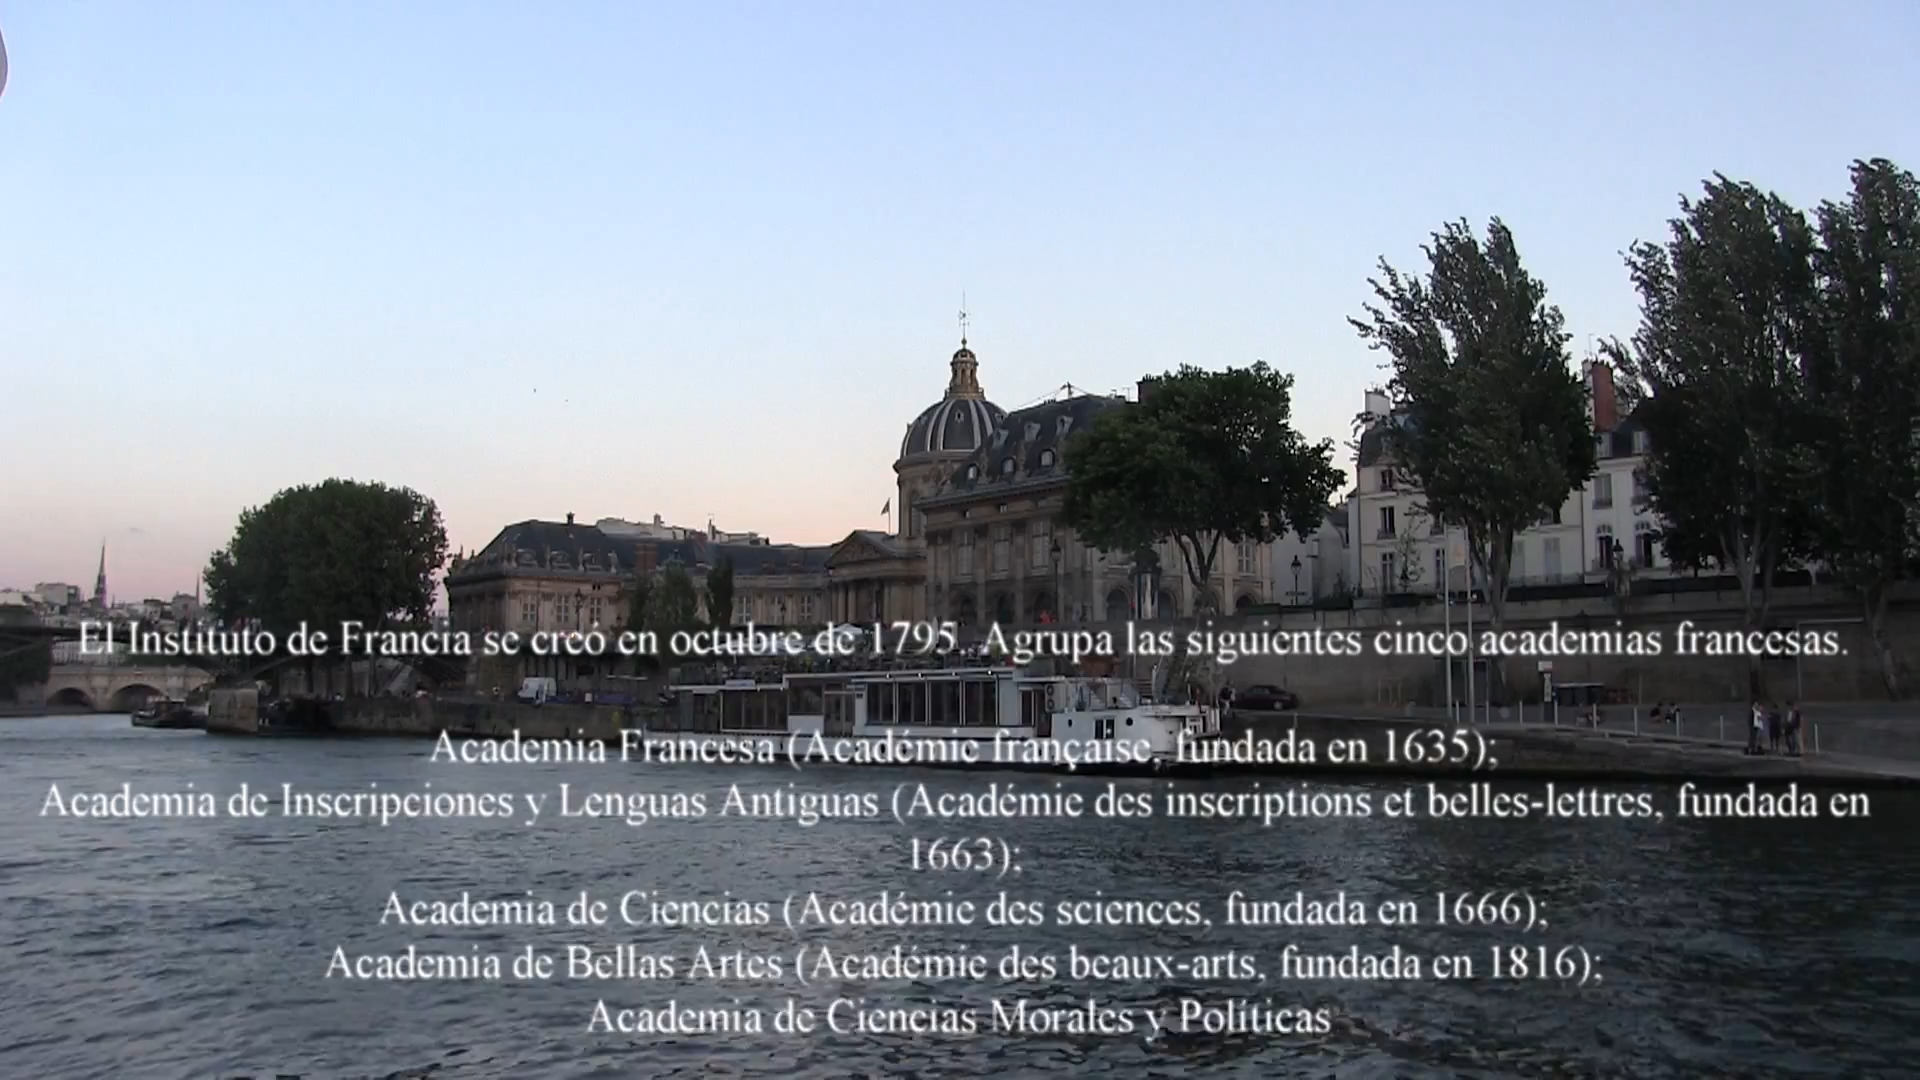 El Instituto de Francia se creó en octubre de 1795. Agrupa las siguientes cinco academias francesas.
Academia Francesa (Académie française, fundada en 1635);
Academia de Inscripciones y Lenguas Antiguas (Académie des inscriptions et belles-lettres, fundada en
1663);
Academia de Ciencias (Académie des sciences, fundada en 1666);
Academia de Bellas Artes (Académie des beaux-arts, fundada en 1816);
Academia de Ciencias Morales y Políticas